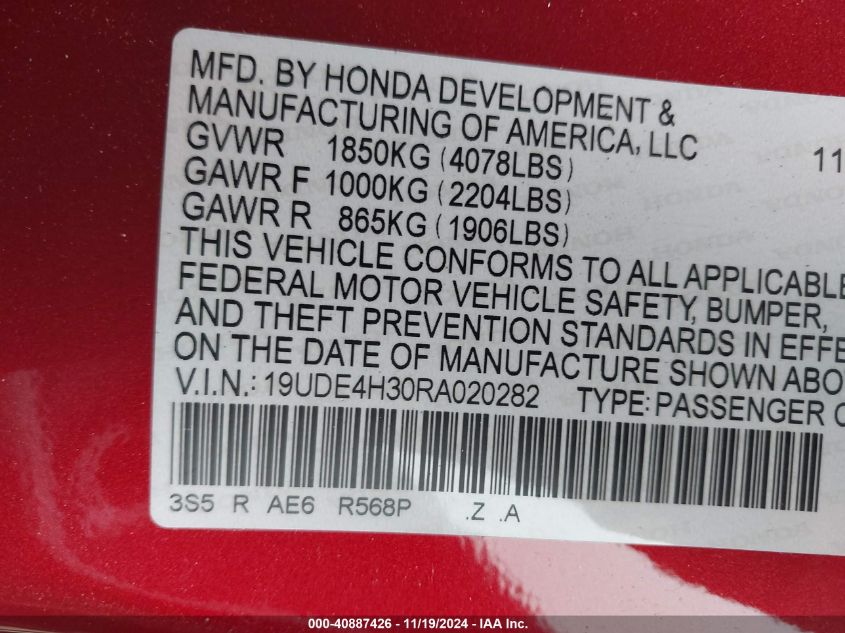 MFD. BY HONDA DEVELOPMENT &
MANUFACTURING OF AMERICA, LLC
GVWR 1850KG (4078LBS) 11
GAWR F 1000KG (2204LBS)
GAWR R 865KG (1906LBS)
THIS VEHICLE CONFORMS TO ALL APPLICABLE
FEDERAL MOTOR VEHICLE SAFETY, BUMPER,
AND THEFT PREVENTION STANDARDS IN EFFE
ON THE DATE OF MANUFACTURE SHOWN ABO
V.I.N.: 19UDE4H30RA020282 TYPE: PASSENGER C
3S5 R AE6 R568P .Z .A
000-40887426 - 11/19/2024 - IAA Inc.